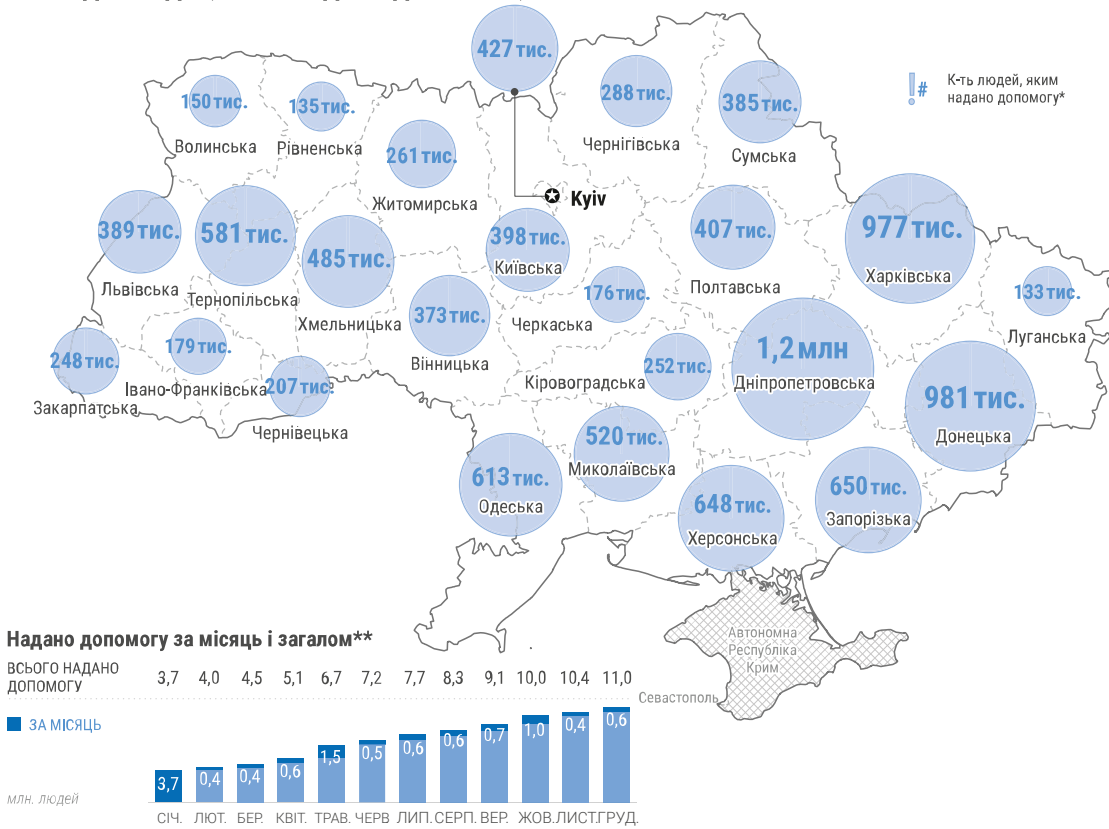 427 тис.
К-ть людей, яким
надано допомогу*
#
150 тис.
Волинська
135 тис.
Рівненська
288 тис.
Чернігівська
385 тис.
Сумська
261 тис.
Житомирська
Kyiv
389 тис.
Львівська
581 тис.
Тернопільська
485 тис.
Хмельницька
398 тис.
Київська
407 тис.
Полтавська
977 тис.
Харківська
133 тис.
Луганська
373 тис.
Вінницька
176 тис.
Черкаська
248 тис.
Закарпатська
179 тис.
Івано-Франківська
207 тис.
Чернівецька
252 тис.
Кіровоградська
1,2 млн
Дніпропетровська
981 тис.
Донецька
520 тис.
Миколаївська
613 тис.
Одеська
648 тис.
Херсонська
650 тис.
Запорізька
Автономна
Республіка
Крим
Севастополь
Надано допомогу за місяць і загалом**
ВСЬОГО НАДАНО
ДОПОМОГУ
3,7 4,0 4,5 5,1 6,7 7,2 7,7 8,3 9,1 10,0 10,4 11,0
ЗА МІСЯЦЬ
3,7 0,4 0,4 0,6 1,5 0,5 0,6 0,6 0,7 1,0 0,4 0,6
млн. людей
СІЧ. ЛЮТ. БЕР. КВІТ. ТРАВ. ЧЕРВ ЛИП. СЕРП. ВЕР. ЖОВ. ЛИСТ. ГРУД.